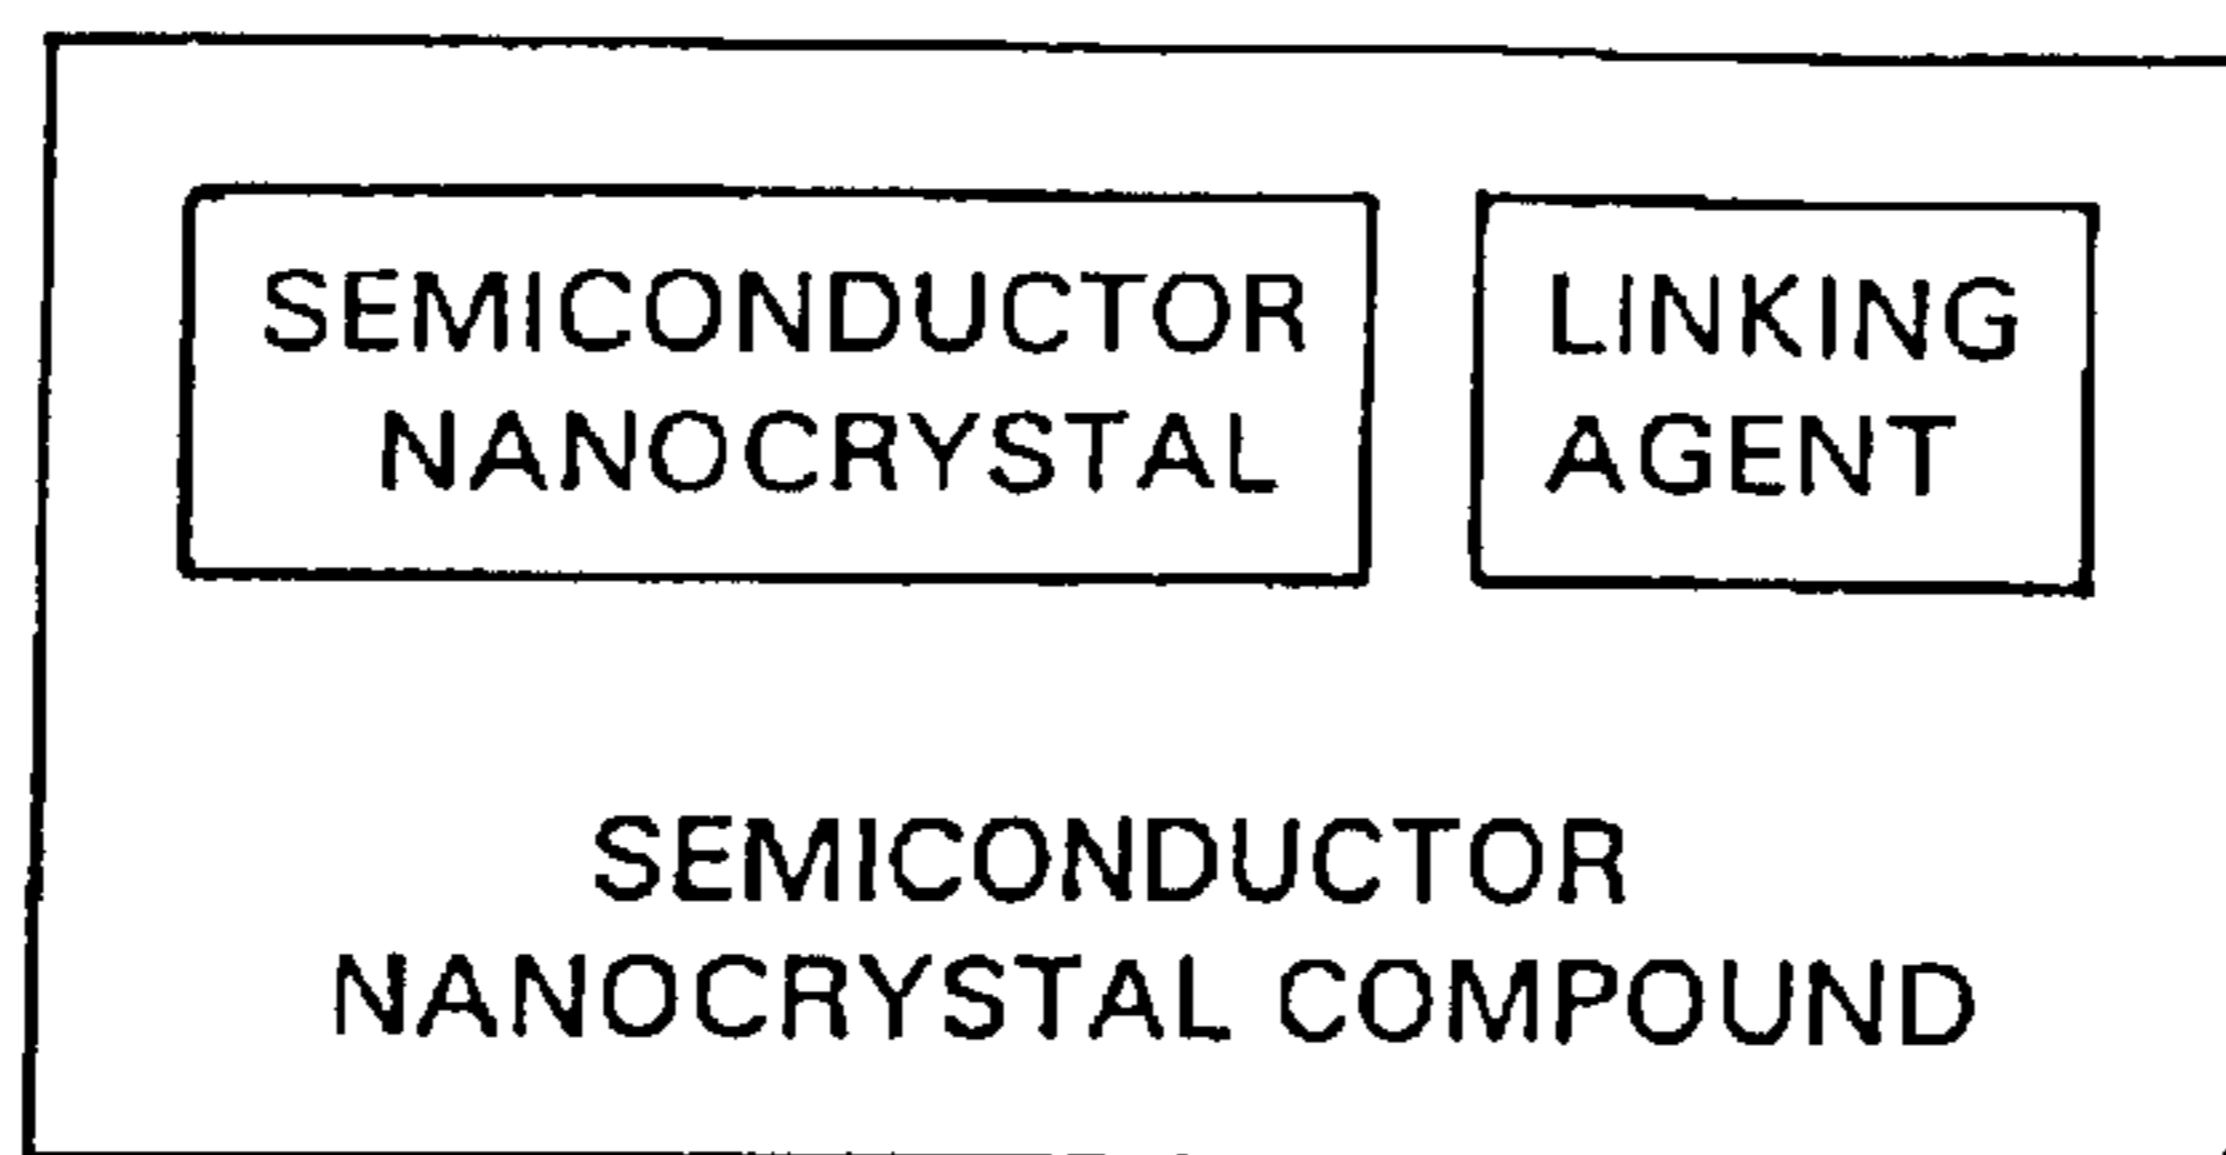 SEMICONDUCTOR
NANOCRYSTAL
LINKING
AGENT
SEMICONDUCTOR
NANOCRYSTAL COMPOUND